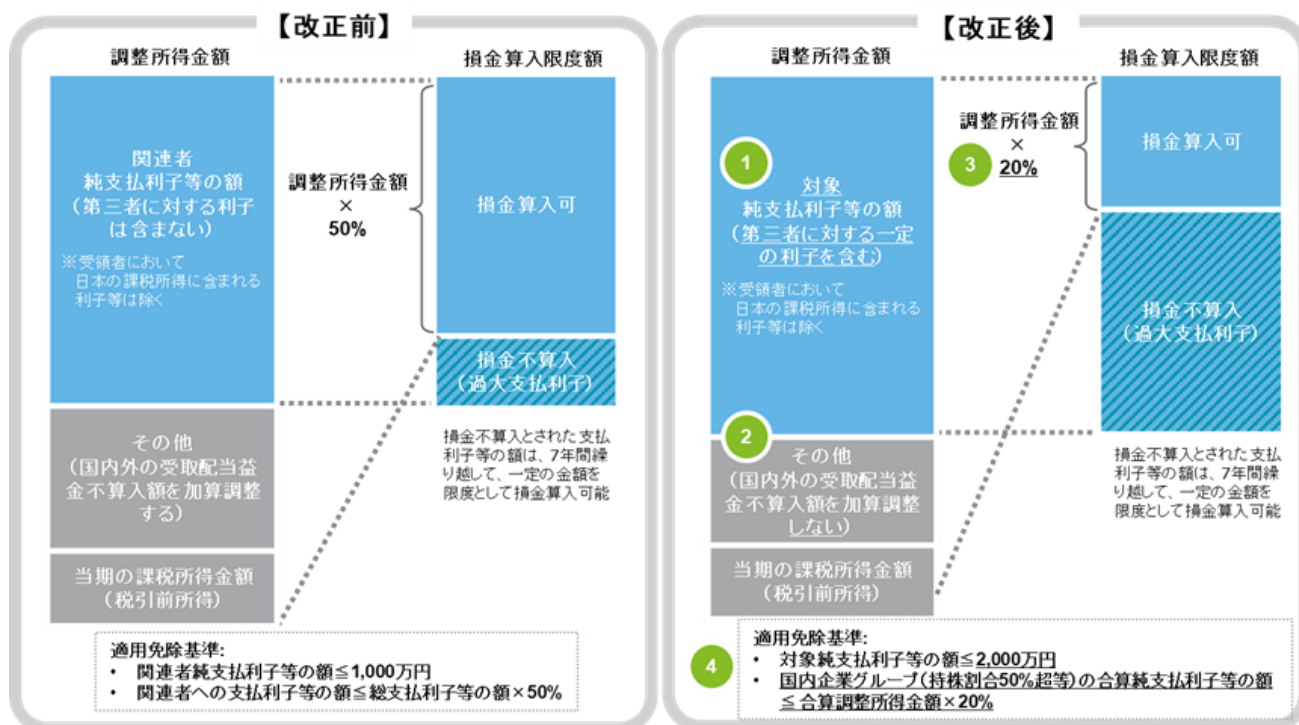 【改正前】
調整所得金額
損金算入限度額
関連者
純支払利子等の額
（第三者に対する利子
は含まない）
※受領者において
日本の課税所得に含まれる
利子等は除く
調整所得金額
×
50%
損金算入可
損金不算入
（過大支払利子）
その他
（国内外の受取配当益
金不算入額を加算調整
する）
損金不算入とされた支払
利子等の額は、7年間繰
り越して、一定の金額を
限度として損金算入可能
当期の課税所得金額
（税引前所得）
適用免除基準:
• 関連者純支払利子等の額≦1,000万円
• 関連者への支払利子等の額≦総支払利子等の額×50%
【改正後】
調整所得金額
損金算入限度額
1
対象
純支払利子等の額
（第三者に対する一定
の利子を含む）
※受領者において
日本の課税所得に含まれる
利子等は除く
調整所得金額
×
3
20%
損金算入可
損金不算入
（過大支払利子）
2
その他
（国内外の受取配当益
金不算入額を加算調整
しない）
損金不算入とされた支払
利子等の額は、7年間繰
り越して、一定の金額を
限度として損金算入可能
当期の課税所得金額
（税引前所得）
4
適用免除基準:
• 対象純支払利子等の額≦2,000万円
• 国内企業グループ（持株割合50%超等）の合算純支払利子等の額
≦合算調整所得金額×20%